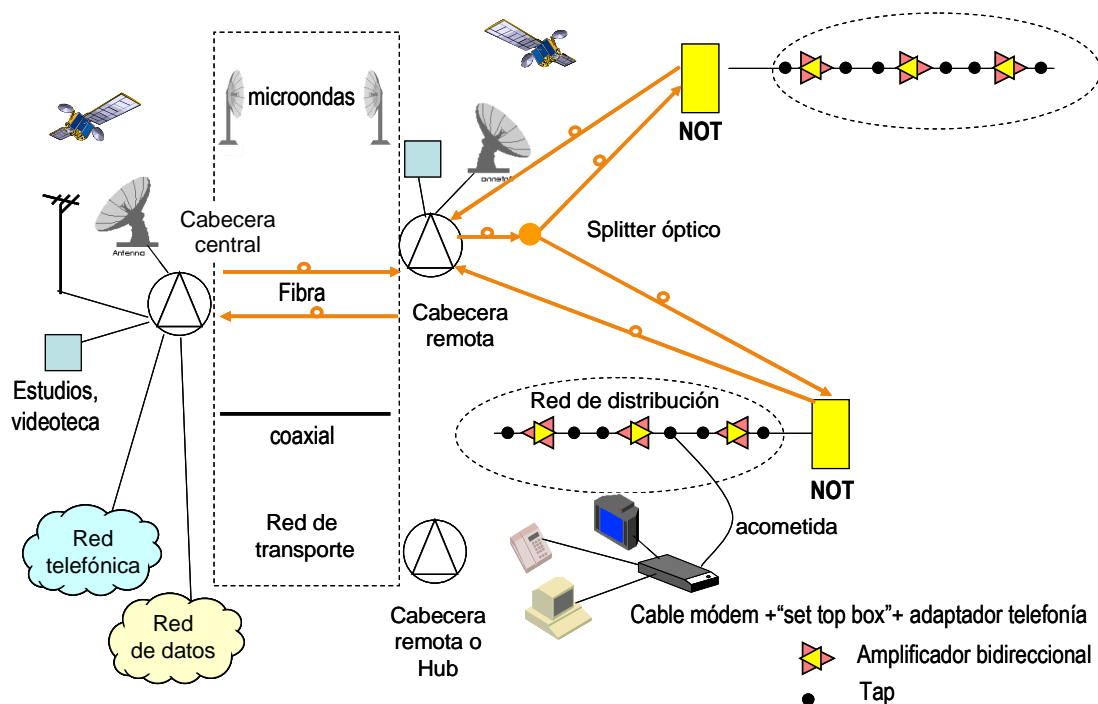 microondas
NOT
Cabecera
central
Antenna
Splitter óptico
Fibra
Cabecera
remota
Estudios,
videoteca
Red de distribución
coaxial
NOT
acometida
Red
telefónica
Red de
transporte
Red
de datos
Cabecera
remota o
Hub
Cable módem +“set top box”+ adaptador telefonía
Amplificador bidireccional
Tap